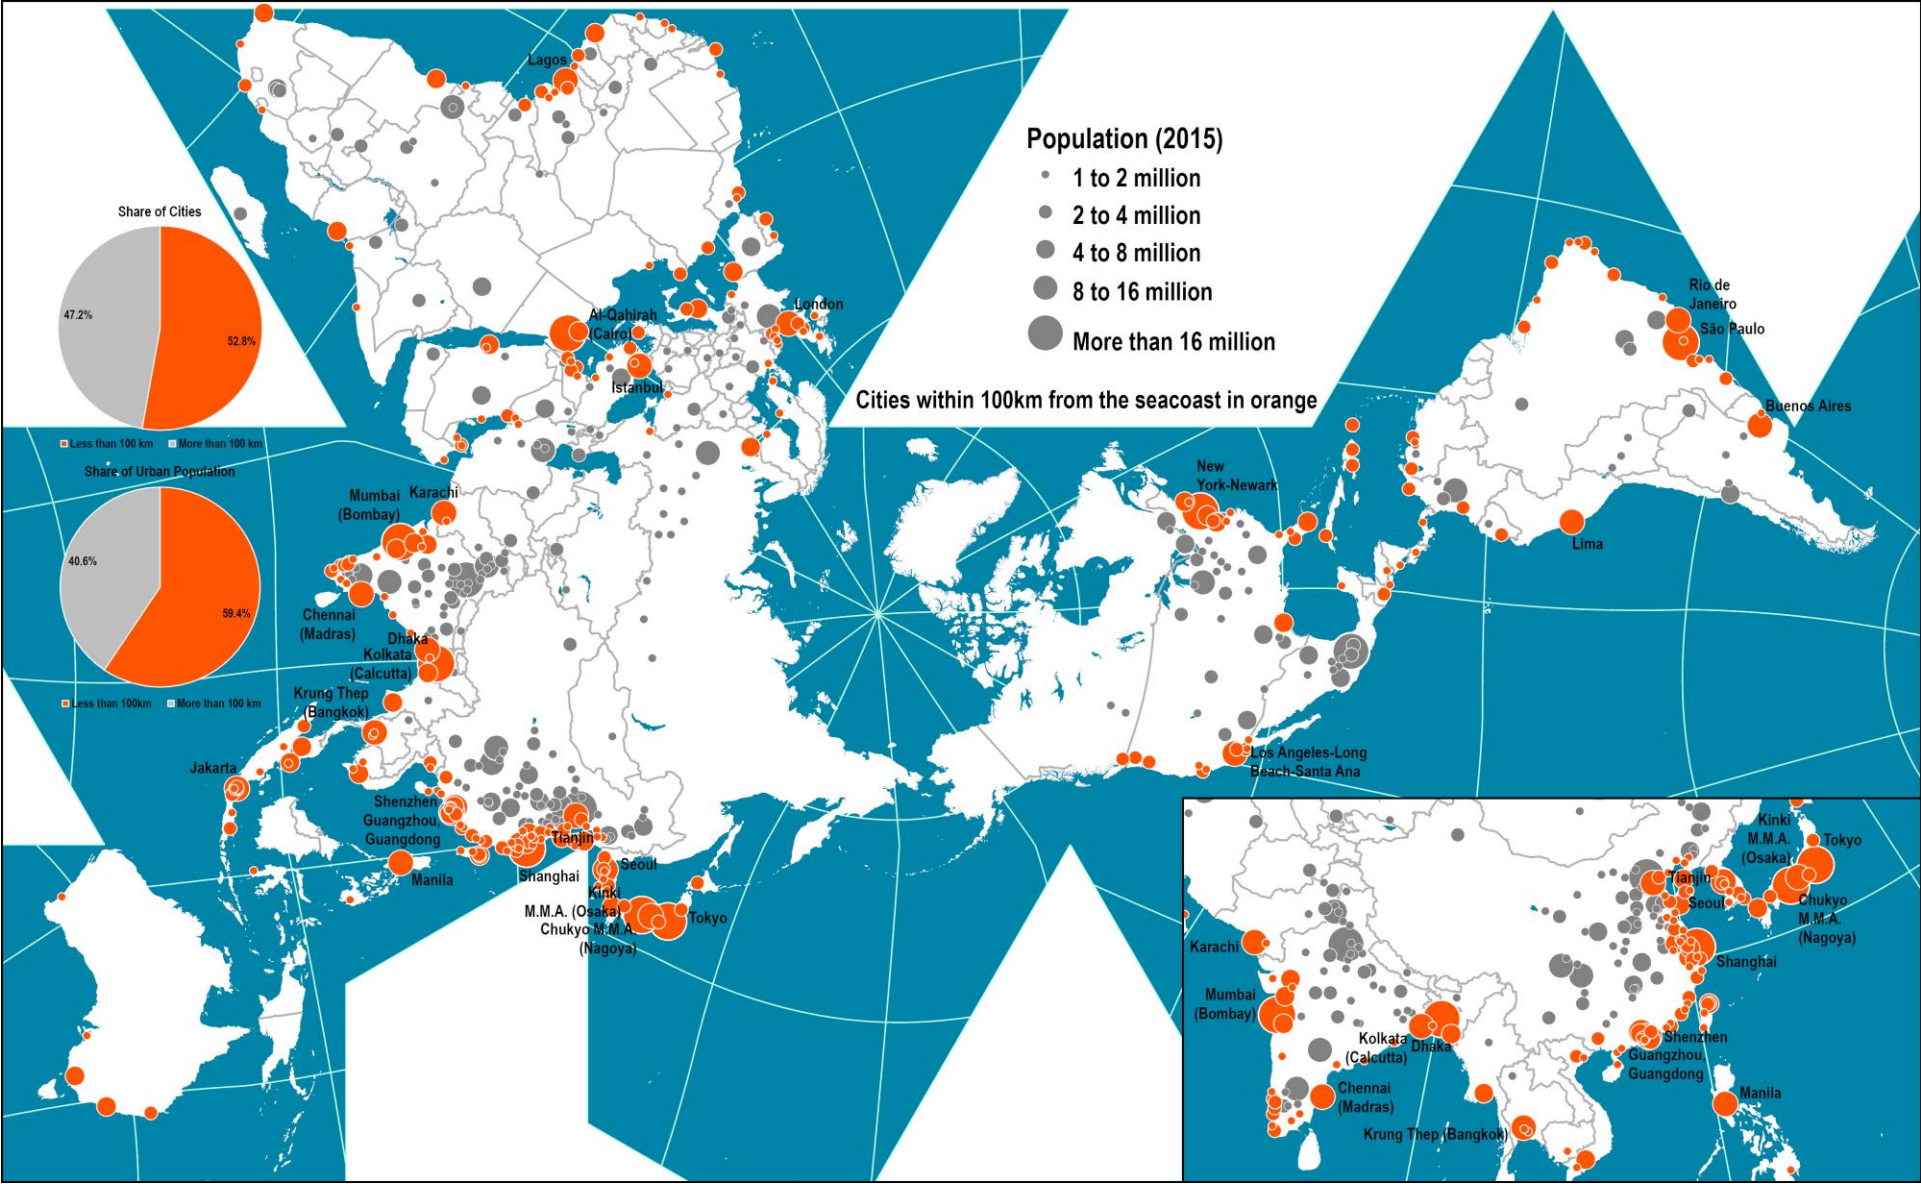 Lagos
Population (2015)
1 to 2 million
2 to 4 million
4 to 8 million
8 to 16 million
More than 16 million
Cities within 100km from the seacoast in orange
Share of Cities
47.2%
52.8%
Less than 100 km
More than 100 km
Share of Urban Population
40.6%
59.4%
Less than 100km
More than 100 km
Al-Qahirah
(Cairo)
London
Istanbul
Rio de
Janeiro
São Paulo
Buenos Aires
Lima
New
York-Newark
Los Angeles-Long
Beach-Santa Ana
Mumbai
(Bombay)
Karachi
Chennai
(Madras)
Dhaka
Kolkata
(Calcutta)
Krung Thep
(Bangkok)
Jakarta
Shenzhen
Guangzhou,
Guangdong
Manila
Shanghai
Tianjin
Seoul
Kinki
M.M.A. (Osaka)
Chukyo M.M.A.
(Nagoya)
Tokyo
Kinki
M.M.A.
(Osaka)
Tokyo
Tianjin
Seoul
Chukyo
M.M.A.
(Nagoya)
Karachi
Shanghai
Mumbai
(Bombay)
Kolkata
(Calcutta)
Dhaka
Shenzhen
Guangzhou,
Guangdong
Chennai
(Madras)
Manila
Krung Thep (Bangkok)